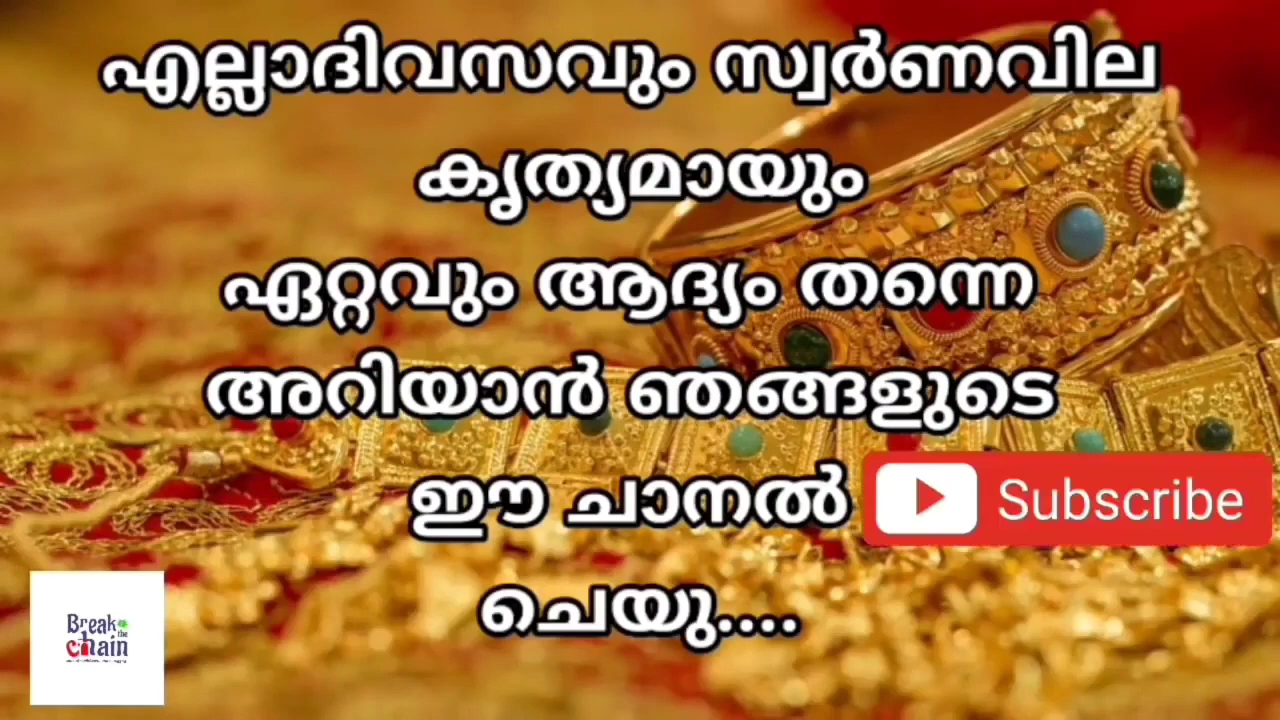 എല്ലാദിവസവും സ്വർണവില
കൃത്യമായും
ഏറ്റവും ആദ്യം തന്നെ
അറിയാൻ ഞങ്ങളുടെ
ഈ ചാനൽ Subscribe
ചെയു....
Break
the
chain